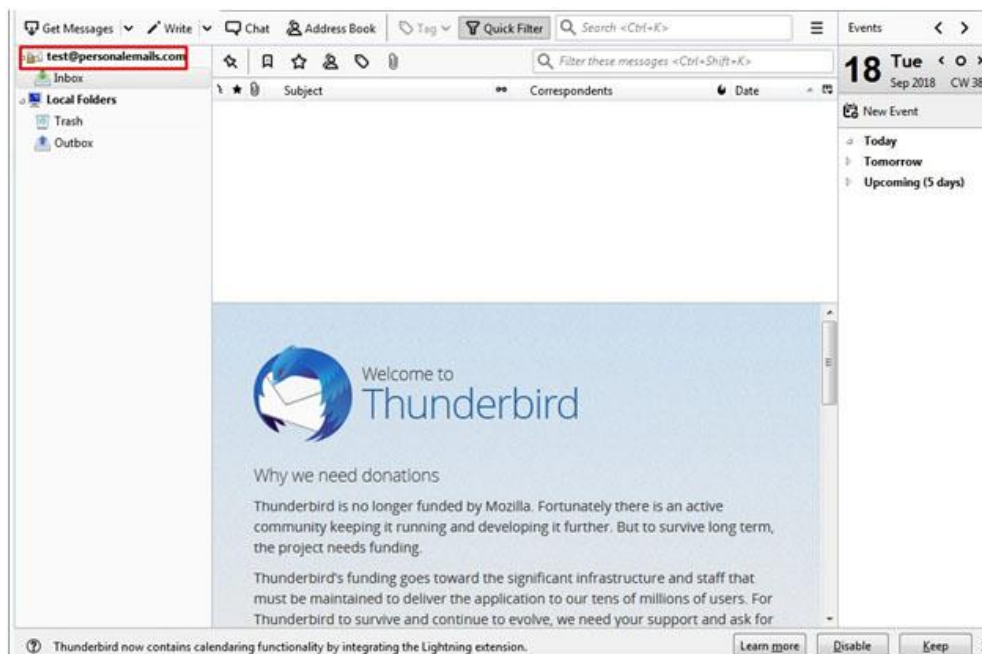 Get Messages Write Chat Address Book Tag Quick Filter Search <Ctrl+K>
test@personalemails.com
Inbox
Local Folders
Trash
Outbox
Filter these messages <Ctrl+Shift+K>
Subject Correspondents Date
Welcome to
Thunderbird
Why we need donations
Thunderbird is no longer funded by Mozilla. Fortunately there is an active
community keeping it running and developing it further. But to survive long term,
the project needs funding.
Thunderbird's funding goes toward the significant infrastructure and staff that
must be maintained to deliver the application to our tens of millions of users. For
Thunderbird to survive and continue to evolve, we need your support and ask for
Events
18 Tue
Sep 2018 CW 38
New Event
Today
Tomorrow
Upcoming (5 days)
Thunderbird now contains calendaring functionality by integrating the Lightning extension. Learn more Disable Keep